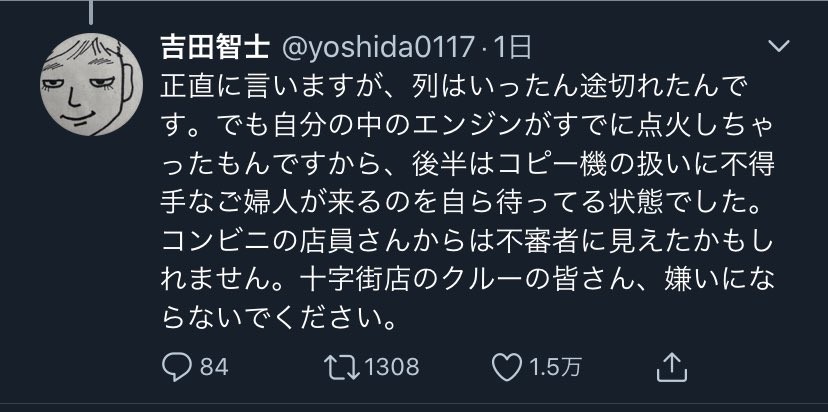 吉田智士 @yoshida0117·1日
正直に言いますが、列はいったん途切れたんで
す。でも自分の中のエンジンがすでに点火しちゃ
ったもんですから、後半はコピー機の扱いに不得
手なご婦人が来るのを自ら待ってる状態でした。
コンビニの店員さんからは不審者に見えたかもし
れません。十字街店のクルーの皆さん、嫌いにな
らないでください。
84 1308 1.5万